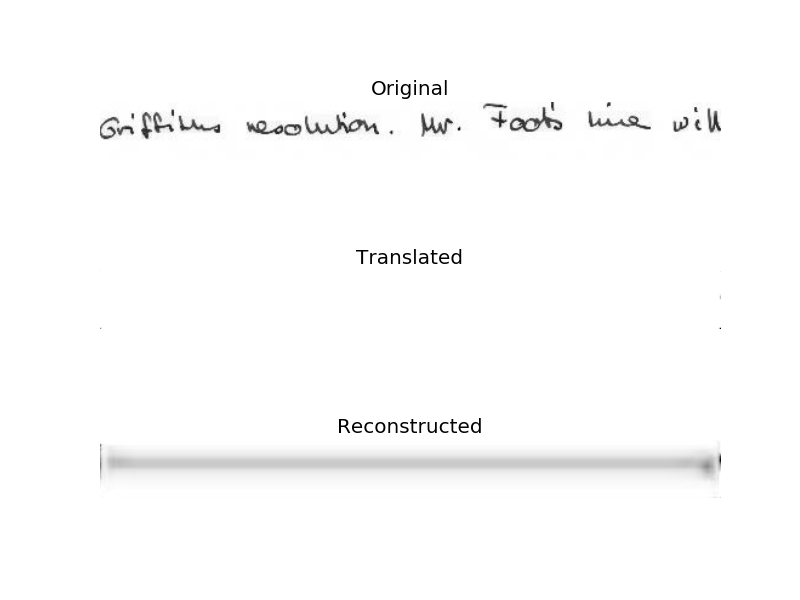 Original
Griffiths resolution. Mr. Foot's line will
Translated
Reconstructed